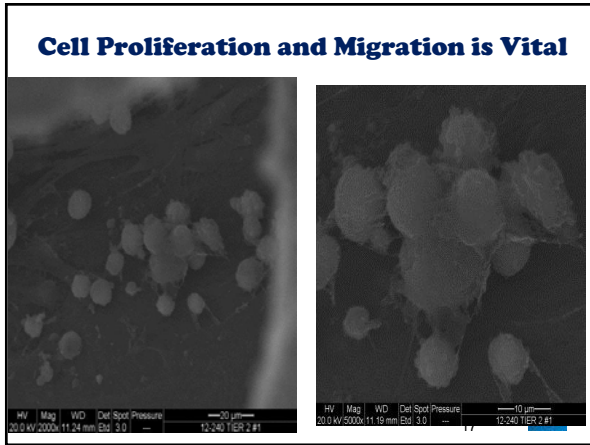 Cell Proliferation and Migration is Vital
HV Mag WD Det Spot Pressure 20 µm
20.0 kV 2000x 11.24 mm Etd 3.0 --- 12-240 TIER 2 #1
HV Mag WD Det Spot Pressure 10 µm
20.0 kV 5000x 11.19 mm Etd 3.0 --- 12-240 TIER 2 #1
17